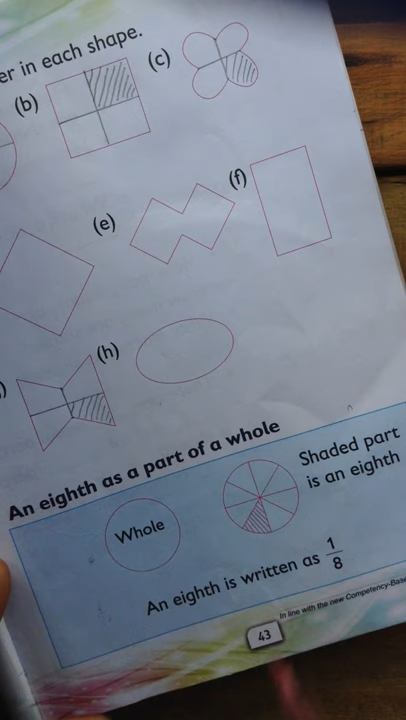 er in each shape.
(b)
(c)
(e)
(f)
)
(h)
An eighth as a part of a whole
Whole
Shaded part
is an eighth
An eighth is written as 1/8
In line with the new Competency-Base
43